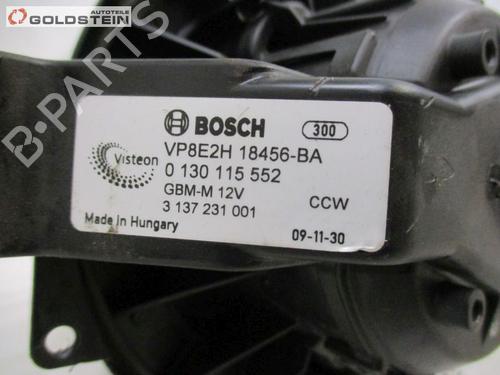 AUTOTEILE
GOLDSTEIN
B-PARTS
BOSCH
300
Visteon
VP8E2H 18456-BA
0 130 115 552
GBM-M 12V
CCW
3 137 231 001
Made in Hungary
09-11-30